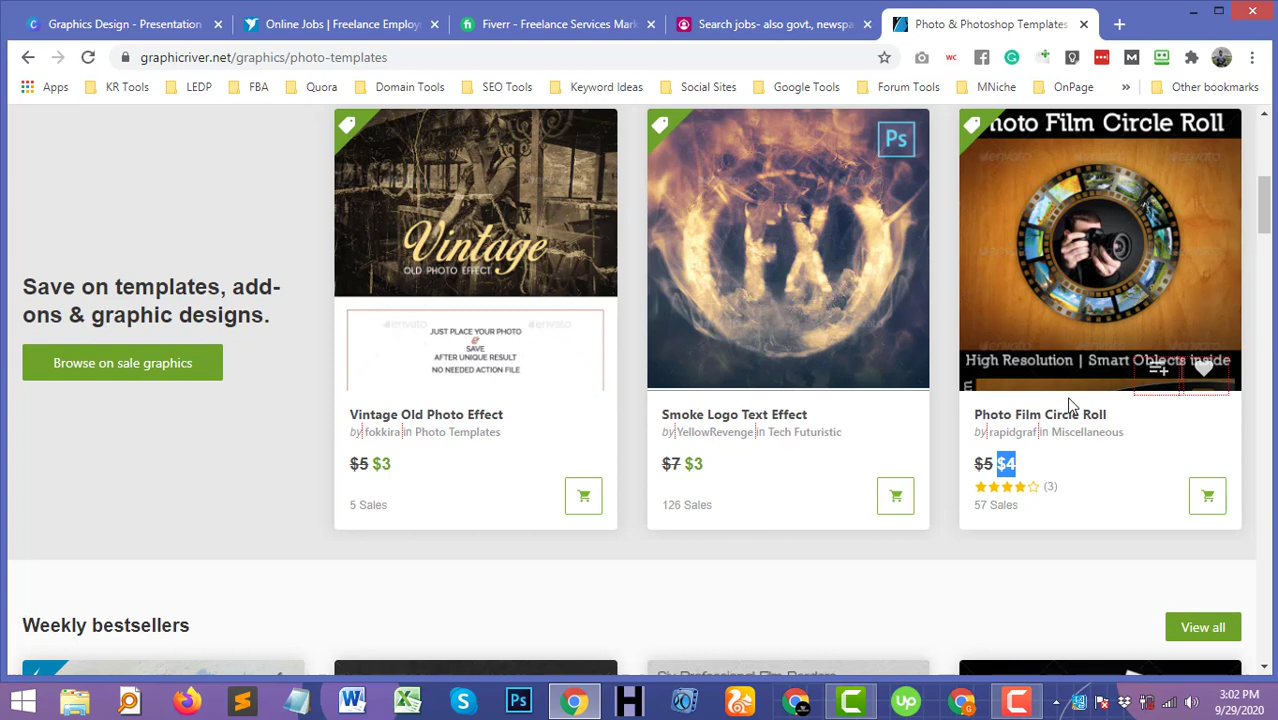 Graphics Design - Presentation
Online Jobs | Freelance Employ
Fiverr - Freelance Services Mark
Search jobs- also govt., newspa
Photo & Photoshop Templates
graphicriver.net/graphics/photo-templates
Apps
KR Tools
LEDP
FBA
Quora
Domain Tools
SEO Tools
Keyword Ideas
Social Sites
Google Tools
Forum Tools
MNiche
OnPage
»
Other bookmarks
Save on templates, add-
ons & graphic designs.
Browse on sale graphics
Vintage
OLD PHOTO EFFECT
envato
envato
JUST PLACE YOUR PHOTO
&
SAVE
AFTER UNIQUE RESULT
NO NEEDED ACTION FILE
Vintage Old Photo Effect
by fokkira in Photo Templates
$5 $3
5 Sales
Ps
FX
Smoke Logo Text Effect
by YellowRevenge in Tech Futuristic
$7 $3
126 Sales
Photo Film Circle Roll
High Resolution | Smart Objects inside
Photo Film Circle Roll
by rapidgraf in Miscellaneous
$5 $4
(3)
57 Sales
Weekly bestsellers
View all
3:02 PM
9/29/2020